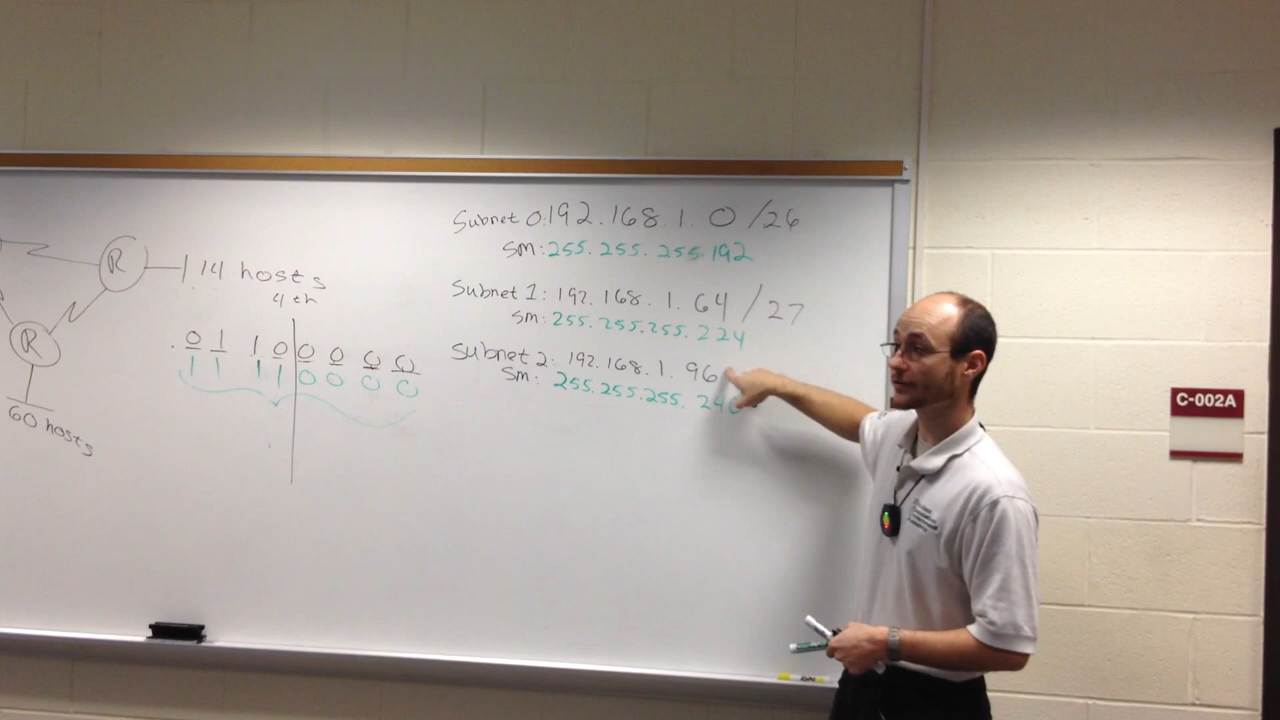 Subnet 0:192.168.1.0/26
SM:255.255.255.192
Subnet 1: 192.168.1.64/27
SM:255.255.255.224
Subnet 2: 192.168.1.96
SM: 255.255.255.240
R
14 hosts
4th
R
. 0 1 1 0 0 0 0 0
1 1 1 1 0 0 0 0
60 hosts
C-002A